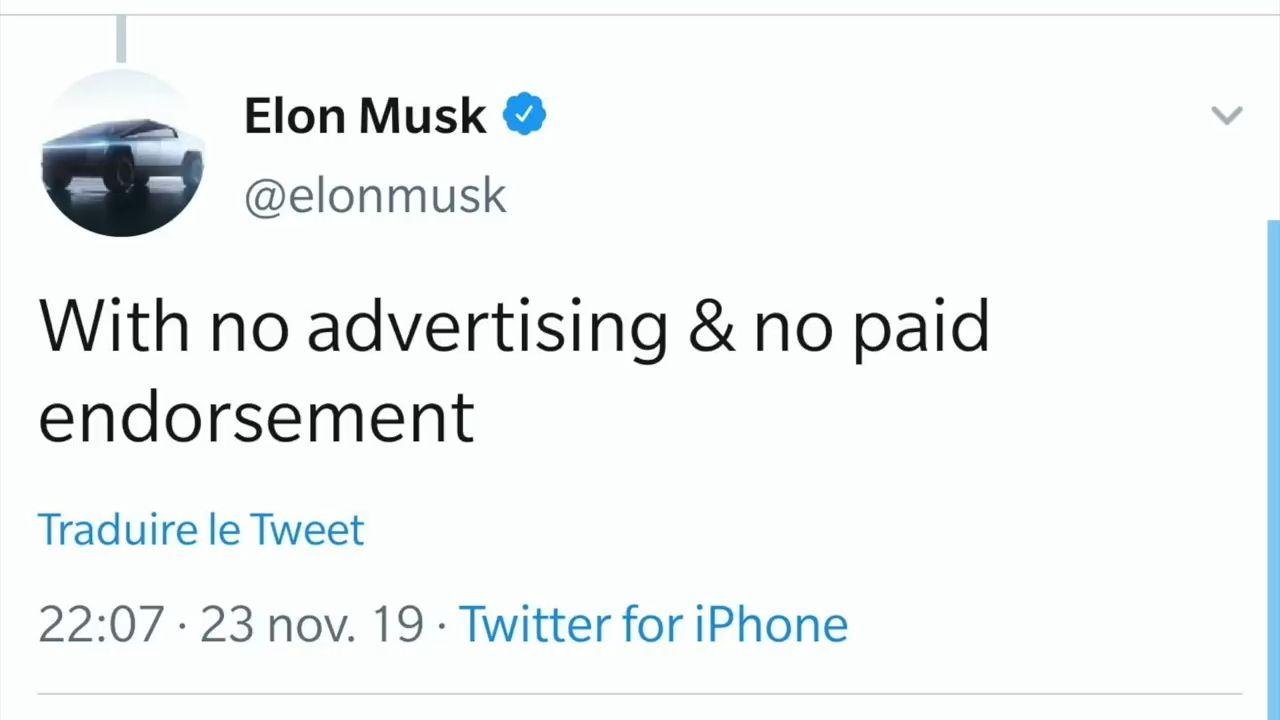 Elon Musk
@elonmusk
With no advertising & no paid
endorsement
Traduire le Tweet
22:07 · 23 nov. 19 · Twitter for iPhone